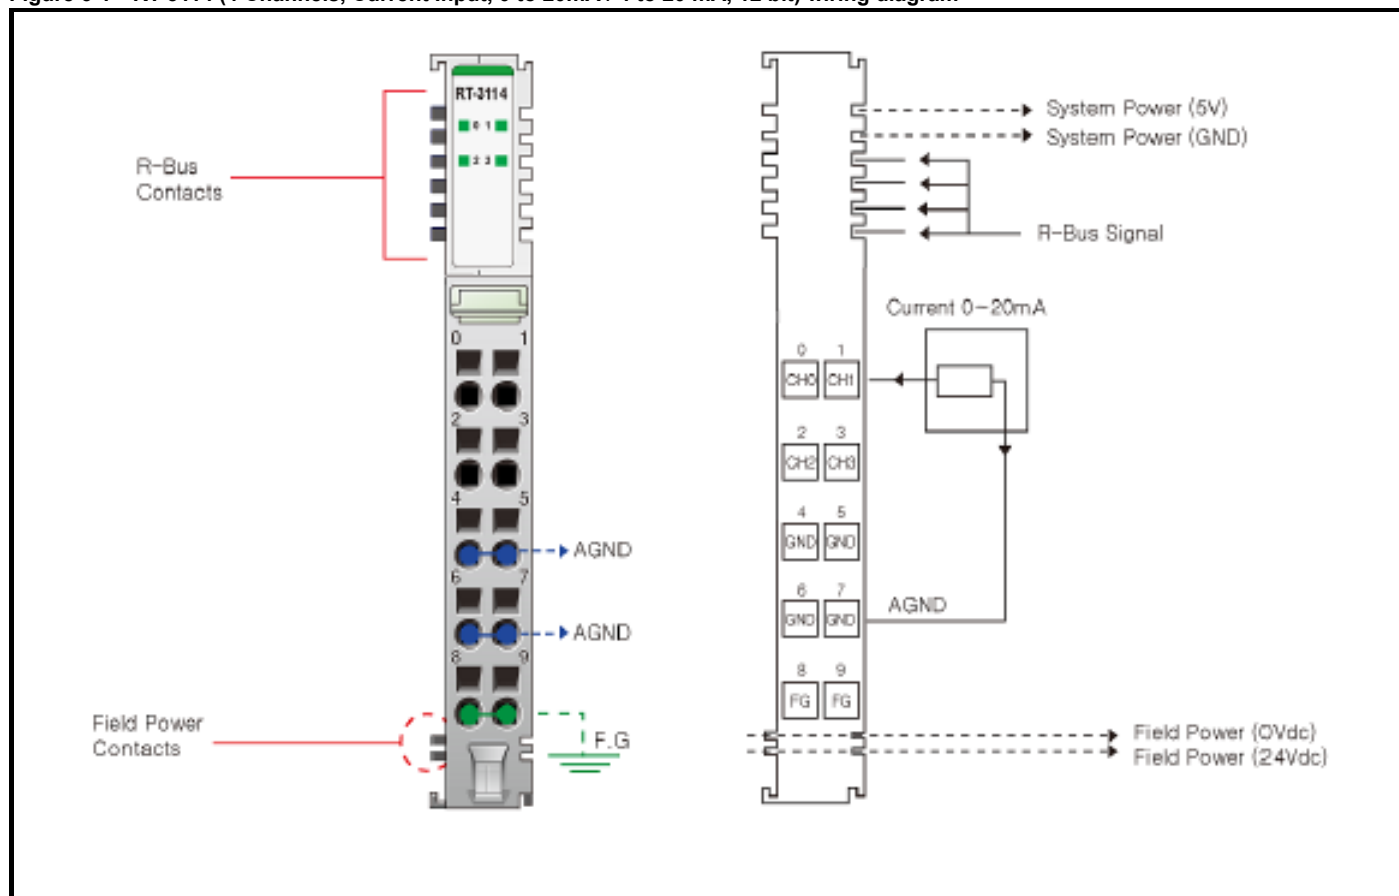 RT-3114
0 1
2 3
R-Bus
Contacts
0 1
2 3
4 5
AGND
6 7
AGND
8 9
F.G
Field Power
Contacts
System Power (5V)
System Power (GND)
R-Bus Signal
Current 0-20mA
0 1
CH0 CH1
2 3
CH2 CH3
4 5
GND GND
6 7
GND GND
AGND
8 9
FG FG
Field Power (0Vdc)
Field Power (24Vdc)